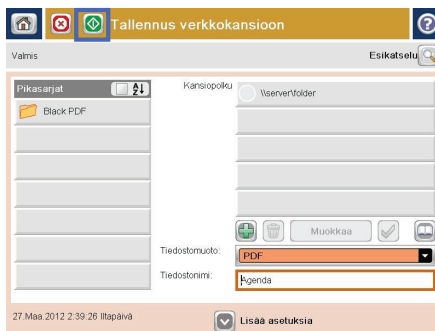 Tallennus verkkokansioon
Valmis
Esikatselu
Pikasarjat
Kansiopolku
\\server\folder
Black PDF
Muokkaa
Tiedostomuoto:
PDF
Tiedostonimi:
Agenda
27.Maa.2012 2:39:26 Iltapäivä
Lisää asetuksia